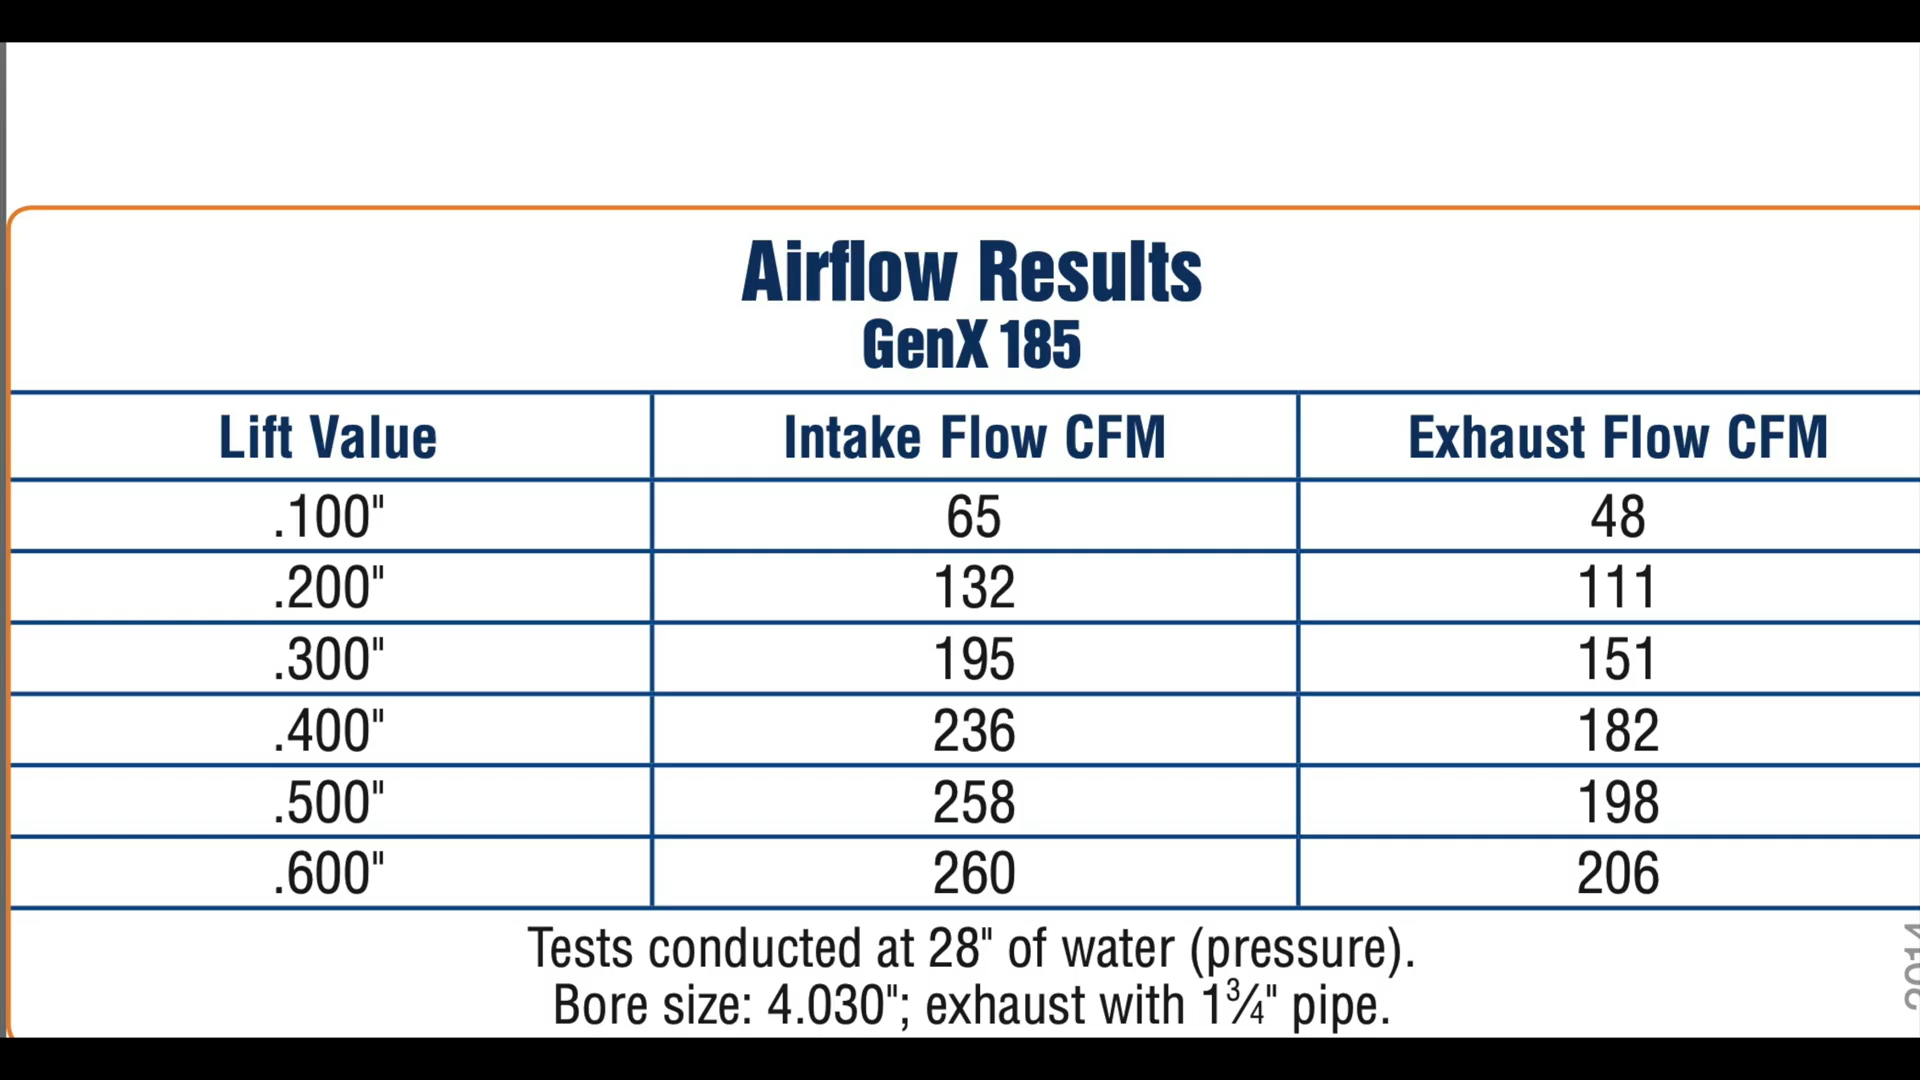 Airflow Results
GenX 185
Lift Value Intake Flow CFM Exhaust Flow CFM
.100" 65 48
.200" 132 111
.300" 195 151
.400" 236 182
.500" 258 198
.600" 260 206
Tests conducted at 28" of water (pressure).
Bore size: 4.030"; exhaust with 1¾" pipe.
2014